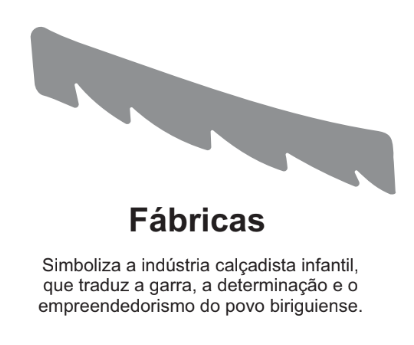 Fábricas
Simboliza a indústria calçadista infantil,
que traduz a garra, a determinação e o
empreendedorismo do povo biriguiense.